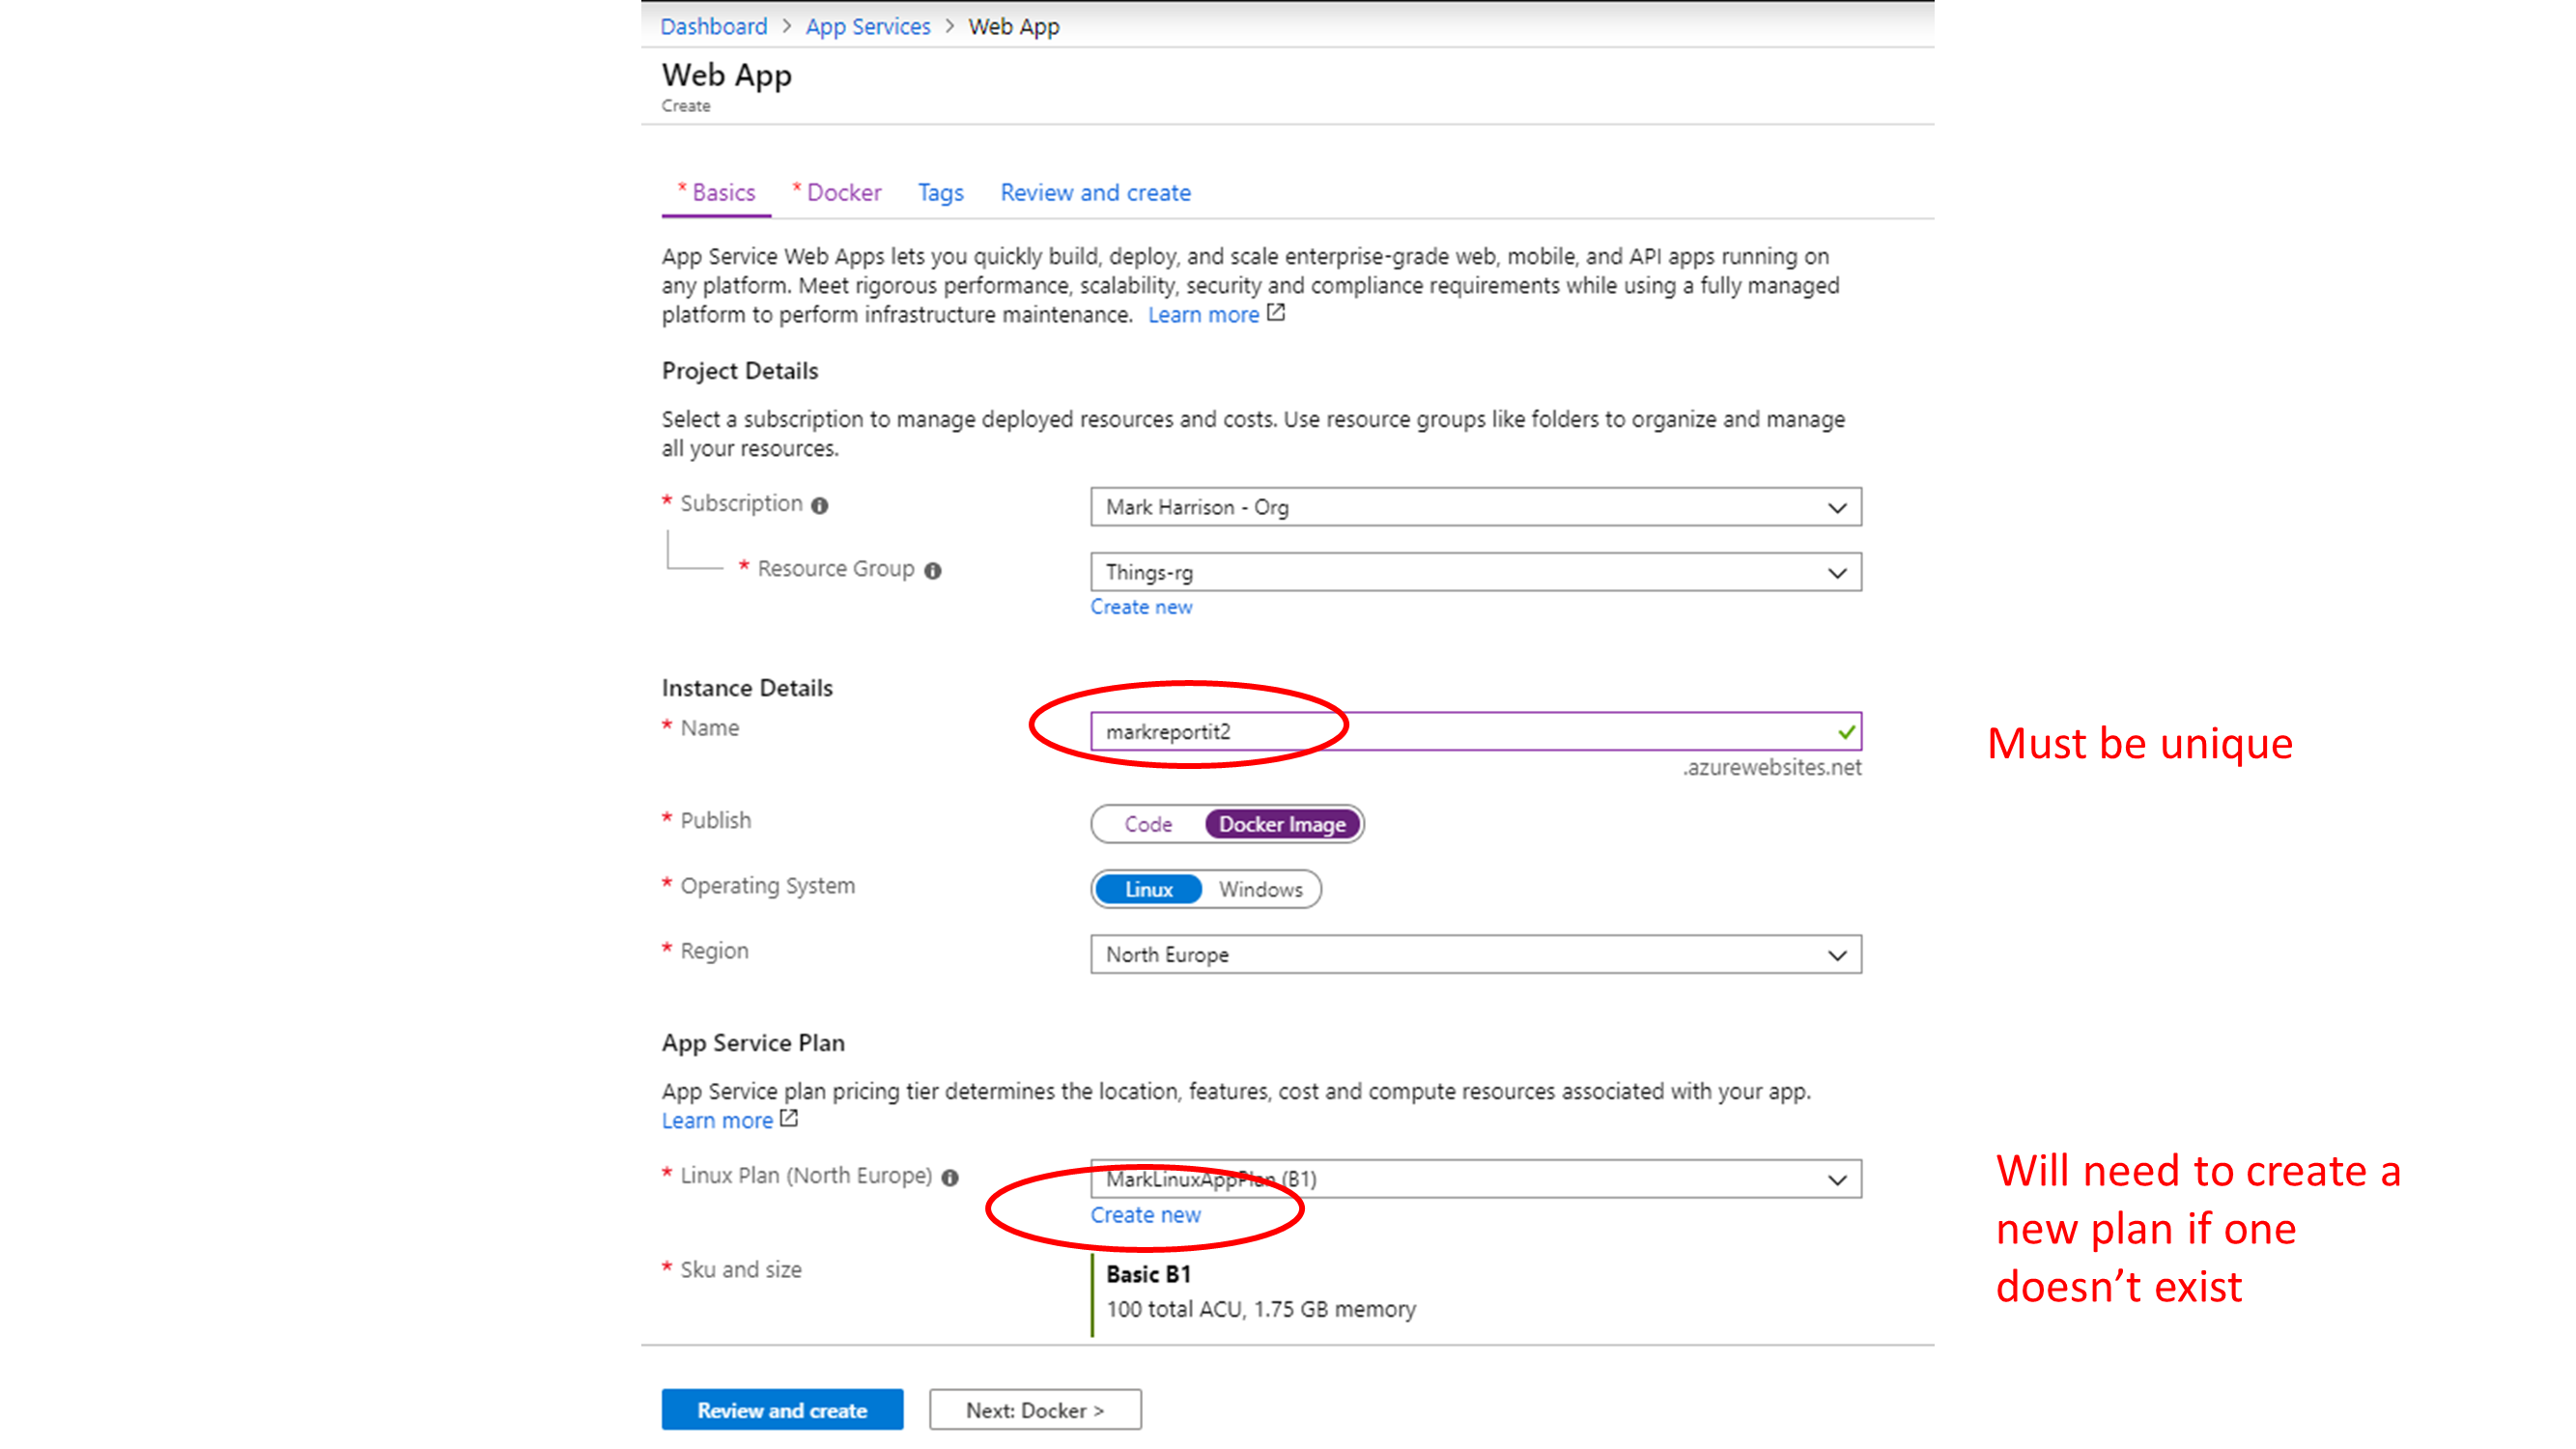 Dashboard > App Services > Web App
Web App
Create
* Basics * Docker Tags Review and create
App Service Web Apps lets you quickly build, deploy, and scale enterprise-grade web, mobile, and API apps running on
any platform. Meet rigorous performance, scalability, security and compliance requirements while using a fully managed
platform to perform infrastructure maintenance. Learn more
Project Details
Select a subscription to manage deployed resources and costs. Use resource groups like folders to organize and manage
all your resources.
* Subscription
Mark Harrison - Org
* Resource Group
Things-rg
Create new
Instance Details
* Name
markreportit2
.azurewebsites.net
Must be unique
* Publish
Code Docker Image
* Operating System
Linux Windows
* Region
North Europe
App Service Plan
App Service plan pricing tier determines the location, features, cost and compute resources associated with your app.
Learn more
* Linux Plan (North Europe)
MarkLinuxAppPlan (B1)
Create new
Will need to create a
new plan if one
doesn't exist
* Sku and size
Basic B1
100 total ACU, 1.75 GB memory
Review and create
Next: Docker >